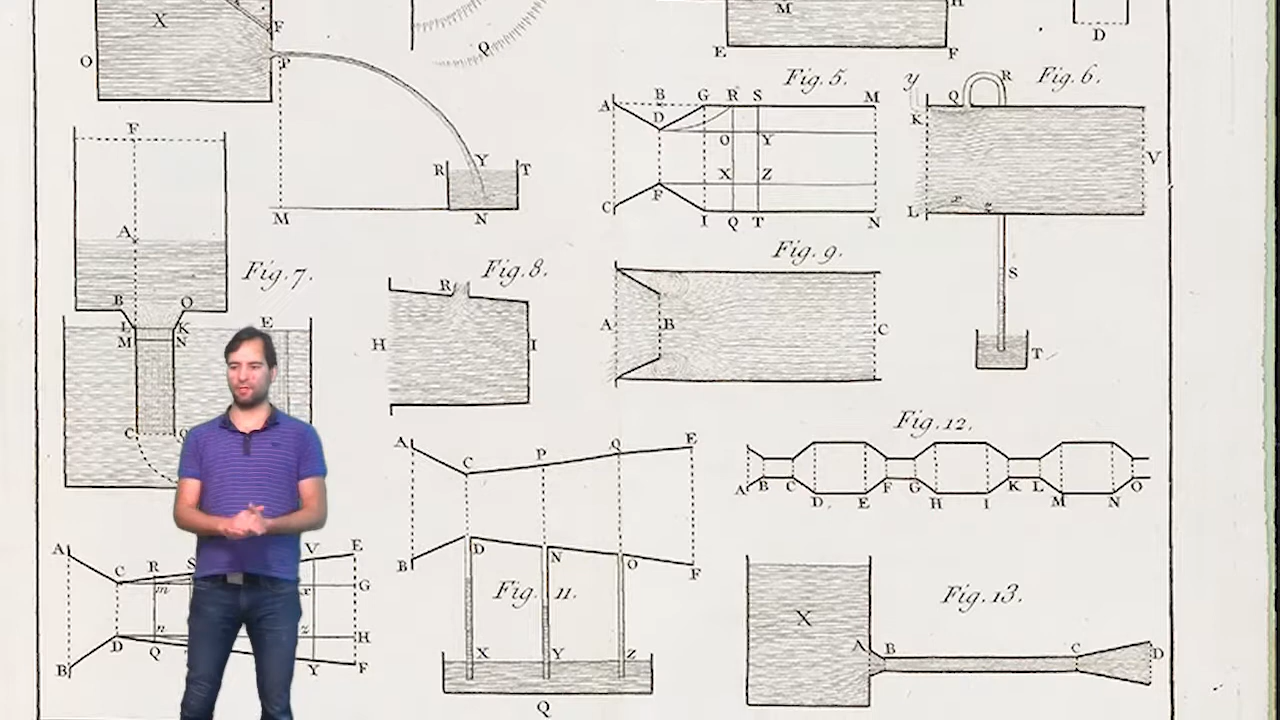 X
F
O P
Q
M
H
E F
D
Fig. 5.
Fig. 6.
A B G R S M
D
O Y
X Z
C F
I Q T N
y Q R
K
V
L x z
S
T
F
A
R Y T
M N
Fig. 7.
B O
L K
M N
E
C
Fig. 8.
R
H I
Fig. 9.
A B C
A C P Q E
B D N O F
Fig. 11.
X Y Z
Q
Fig. 12.
A B C D. E F G H I K L M N O
A C R S V E
m x G
n z H
B D Q Y F
Fig. 13.
X
A B C D